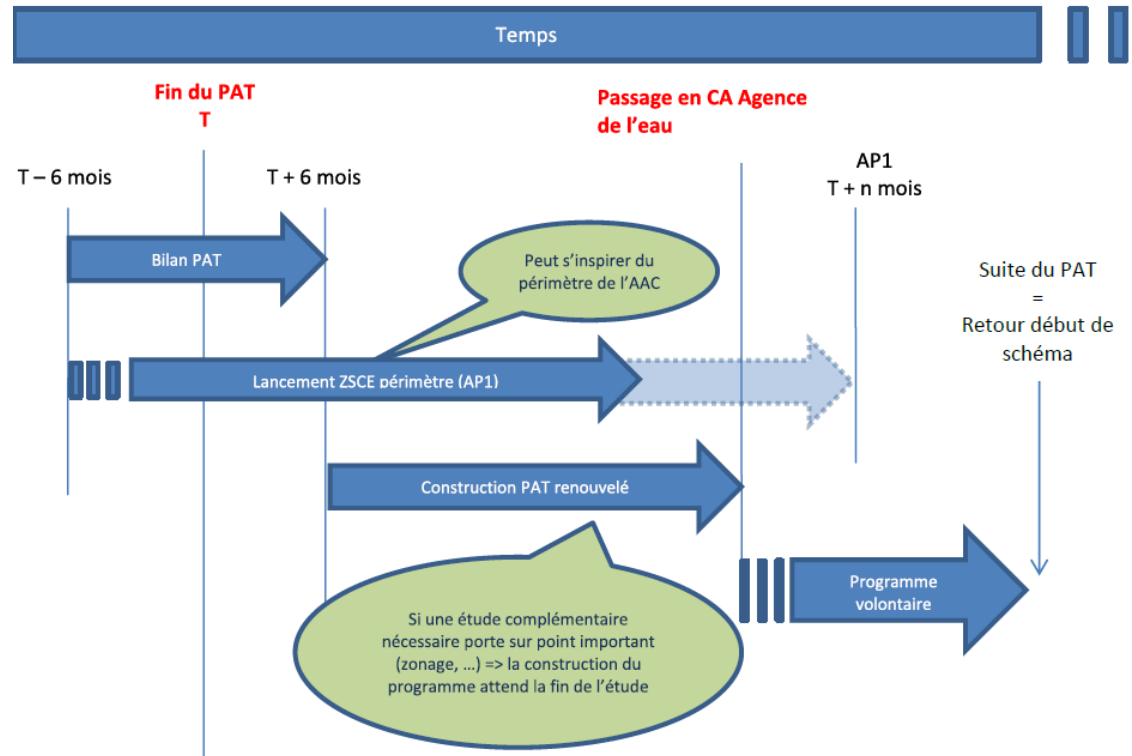 Temps
Fin du PAT
T
Passage en CA Agence
de l'eau
T – 6 mois
T + 6 mois
AP1
T + n mois
Bilan PAT
Peut s'inspirer du
périmètre de l'AAC
Suite du PAT
=
Retour début de
schéma
Lancement ZSCE périmètre (AP1)
Construction PAT renouvelé
Programme
volontaire
Si une étude complémentaire
nécessaire porte sur point important
(zonage, …) => la construction du
programme attend la fin de l'étude